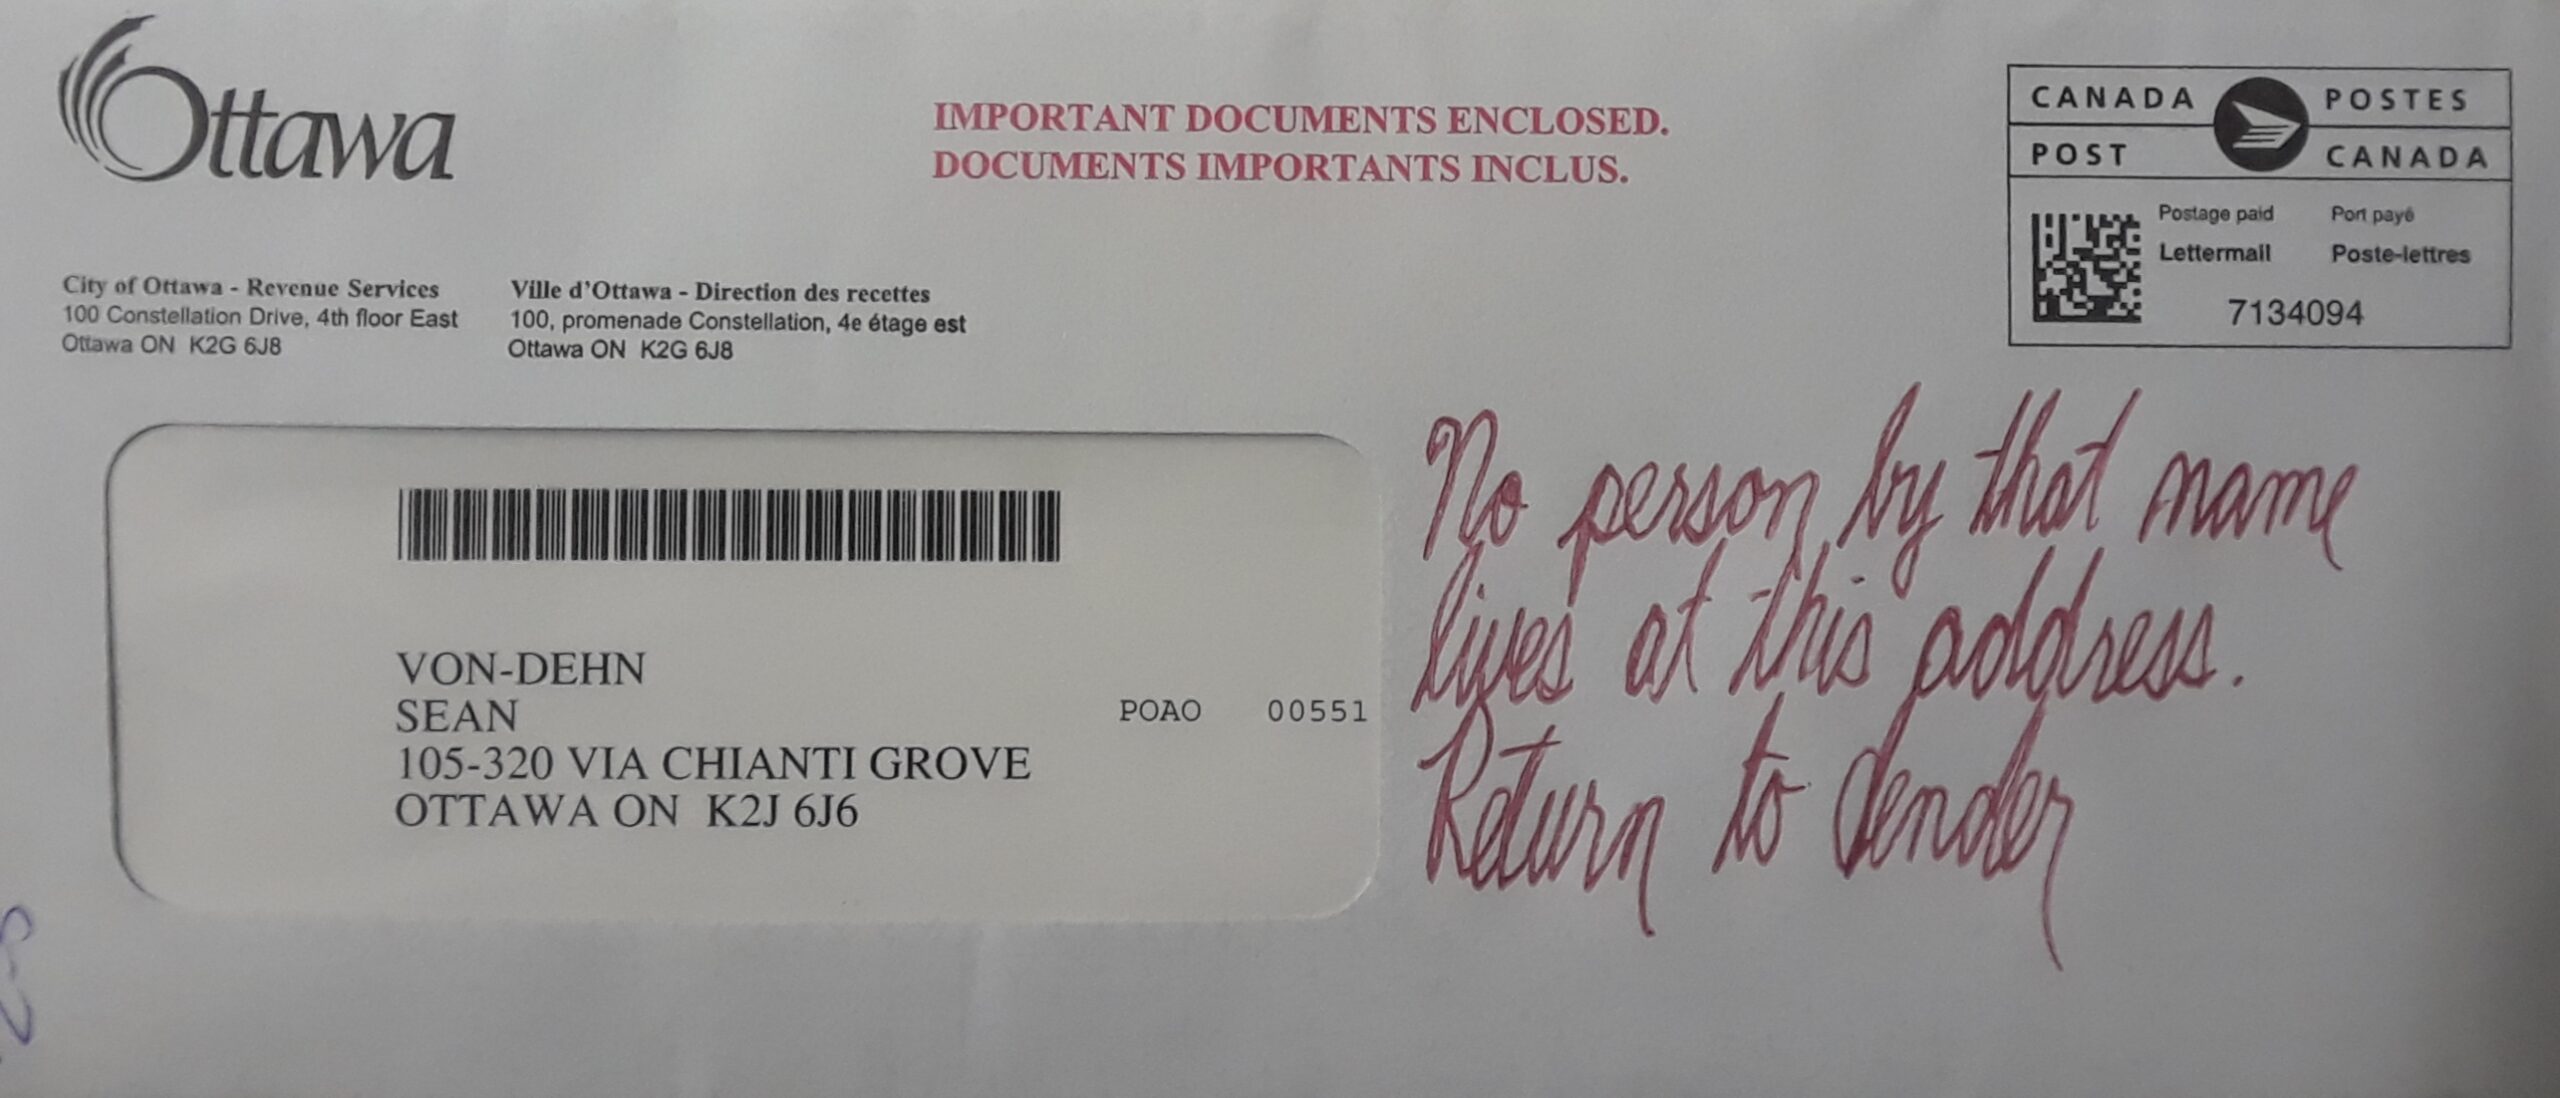 Ottawa
IMPORTANT DOCUMENTS ENCLOSED.
DOCUMENTS IMPORTANTS INCLUS.
CANADA POSTES
POST CANADA
Postage paid Port payé
Lettermail Poste-lettres
7134094
City of Ottawa - Revenue Services
100 Constellation Drive, 4th floor East
Ottawa ON K2G 6J8
Ville d'Ottawa - Direction des recettes
100, promenade Constellation, 4e étage est
Ottawa ON K2G 6J8
VON-DEHN
SEAN
105-320 VIA CHIANTI GROVE
OTTAWA ON K2J 6J6
POAO 00551
No person by that name
lives at this address.
Return to sender